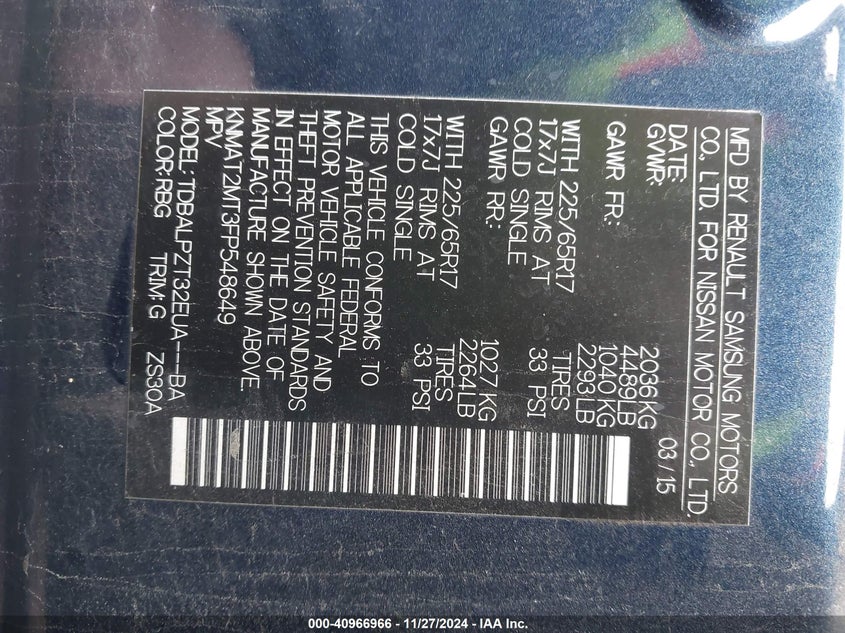 MFD BY RENAULT SAMSUNG MOTORS
CO., LTD. FOR NISSAN MOTOR CO., LTD.
DATE: 03/15
GVWR: 2036KG
4489LB
GAWR FR: 1040 KG
2293LB
WITH 225/65R17 TIRES
17x7J RIMS AT 33 PSI
COLD SINGLE
GAWR RR: 1027 KG
2264LB
WITH 225/65R17 TIRES
17x7J RIMS AT 33 PSI
COLD SINGLE
THIS VEHICLE CONFORMS TO
ALL APPLICABLE FEDERAL
MOTOR VEHICLE SAFETY AND
THEFT PREVENTION STANDARDS
IN EFFECT ON THE DATE OF
MANUFACTURE SHOWN ABOVE.
KNMAT2MT3FP548649
MPV
MODEL: TDBALPZT32EUA----BA
COLOR:RBG TRIM:G ZS30A
000-40966966 - 11/27/2024 - IAA Inc.